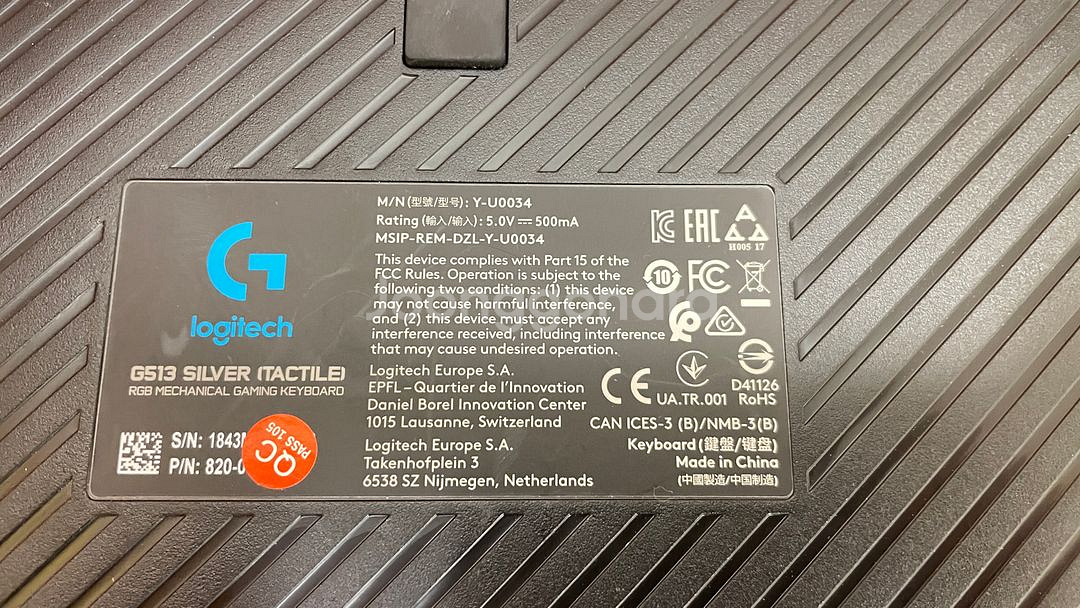 logitech
G513 SILVER (TACTILE)
RGB MECHANICAL GAMING KEYBOARD
S/N: 1843
P/N: 820-0
QC
PASS 105
M/N (型號/型号): Y-U0034
Rating (輸入/输入): 5.0V ⎓ 500mA
MSIP-REM-DZL-Y-U0034
This device complies with Part 15 of the
FCC Rules. Operation is subject to the
following two conditions: (1) this device
may not cause harmful interference,
and (2) this device must accept any
interference received, including interference
that may cause undesired operation.
Logitech Europe S.A.
EPFL – Quartier de l'Innovation
Daniel Borel Innovation Center
1015 Lausanne, Switzerland
Logitech Europe S.A.
Takenhofplein 3
6538 SZ Nijmegen, Netherlands
EAC
H005 17
10
FC
CE
UA.TR.001
D41126
RoHS
CAN ICES-3 (B)/NMB-3(B)
Keyboard (鍵盤/键盘)
Made in China
(中國製造/中国制造)